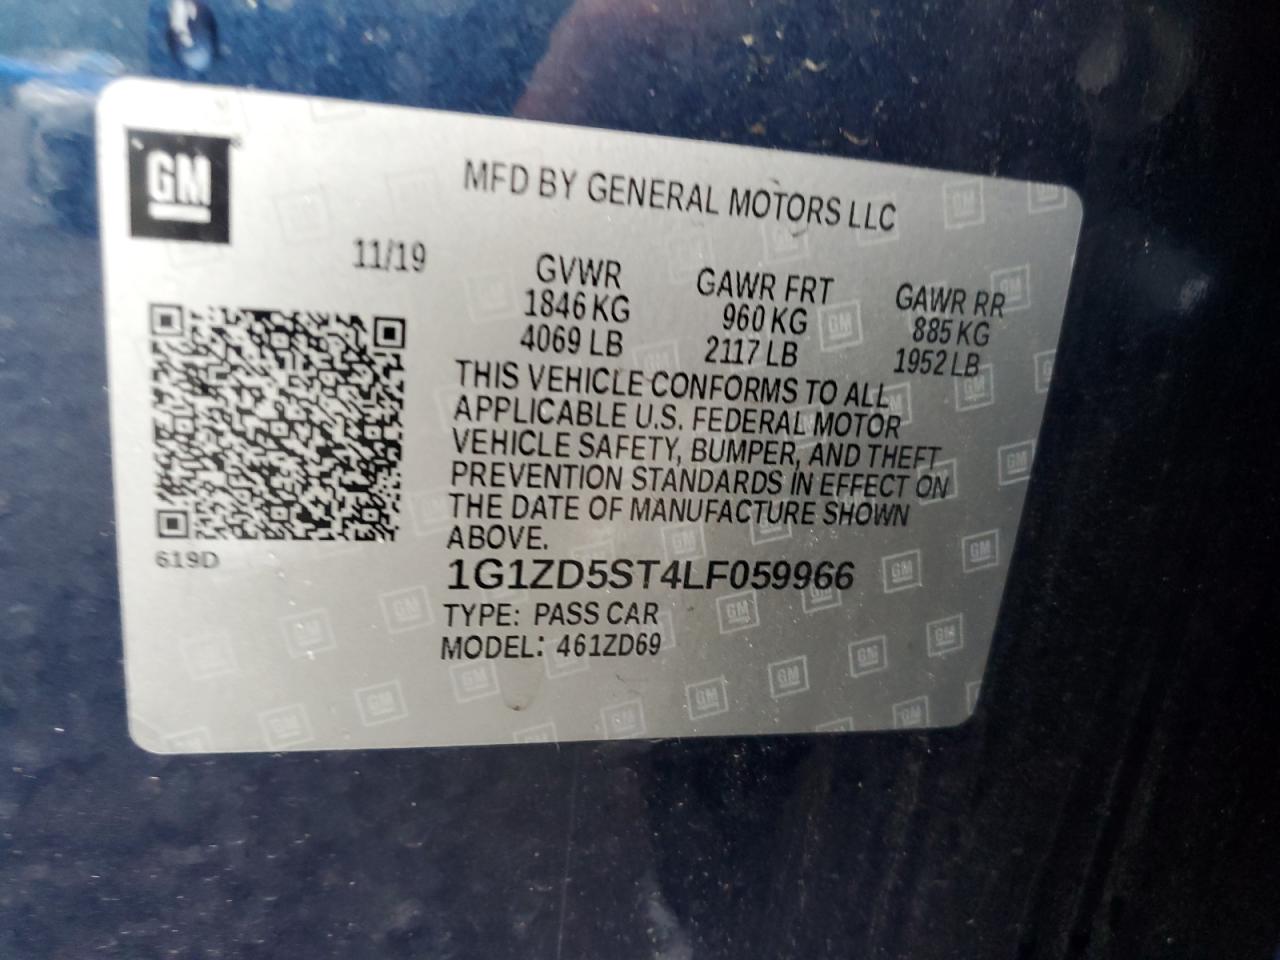 GM
MFD BY GENERAL MOTORS LLC
11/19
GVWR GAWR FRT GAWR RR
1846 KG 960 KG 885 KG
4069 LB 2117 LB 1952 LB
THIS VEHICLE CONFORMS TO ALL
APPLICABLE U.S. FEDERAL MOTOR
VEHICLE SAFETY, BUMPER, AND THEFT
PREVENTION STANDARDS IN EFFECT ON
THE DATE OF MANUFACTURE SHOWN
ABOVE.
619D
1G1ZD5ST4LF059966
TYPE: PASS CAR
MODEL: 461ZD69